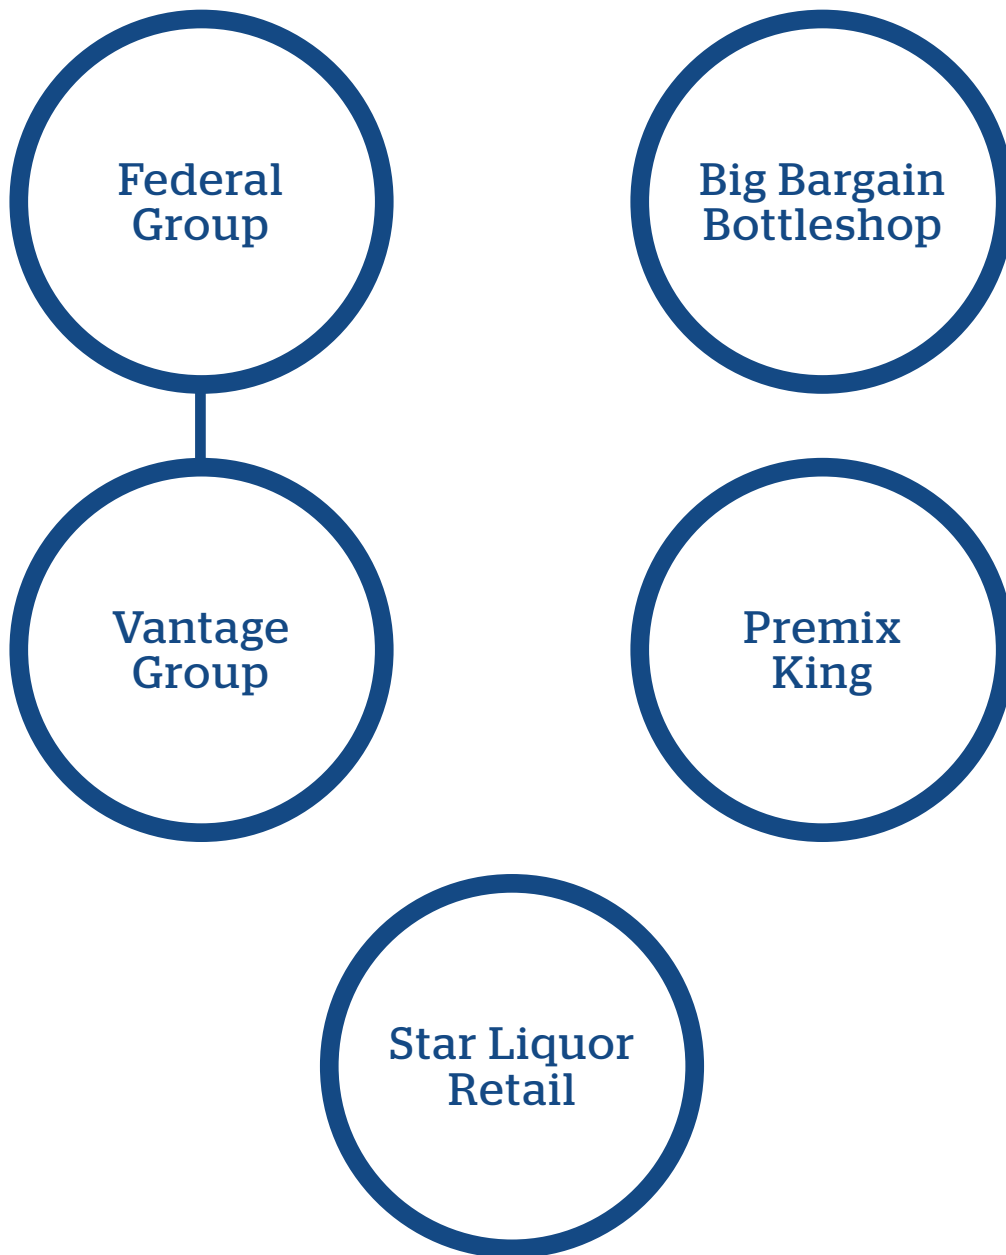 Federal
Group
Big Bargain
Bottleshop
Vantage
Group
Premix
King
Star Liquor
Retail